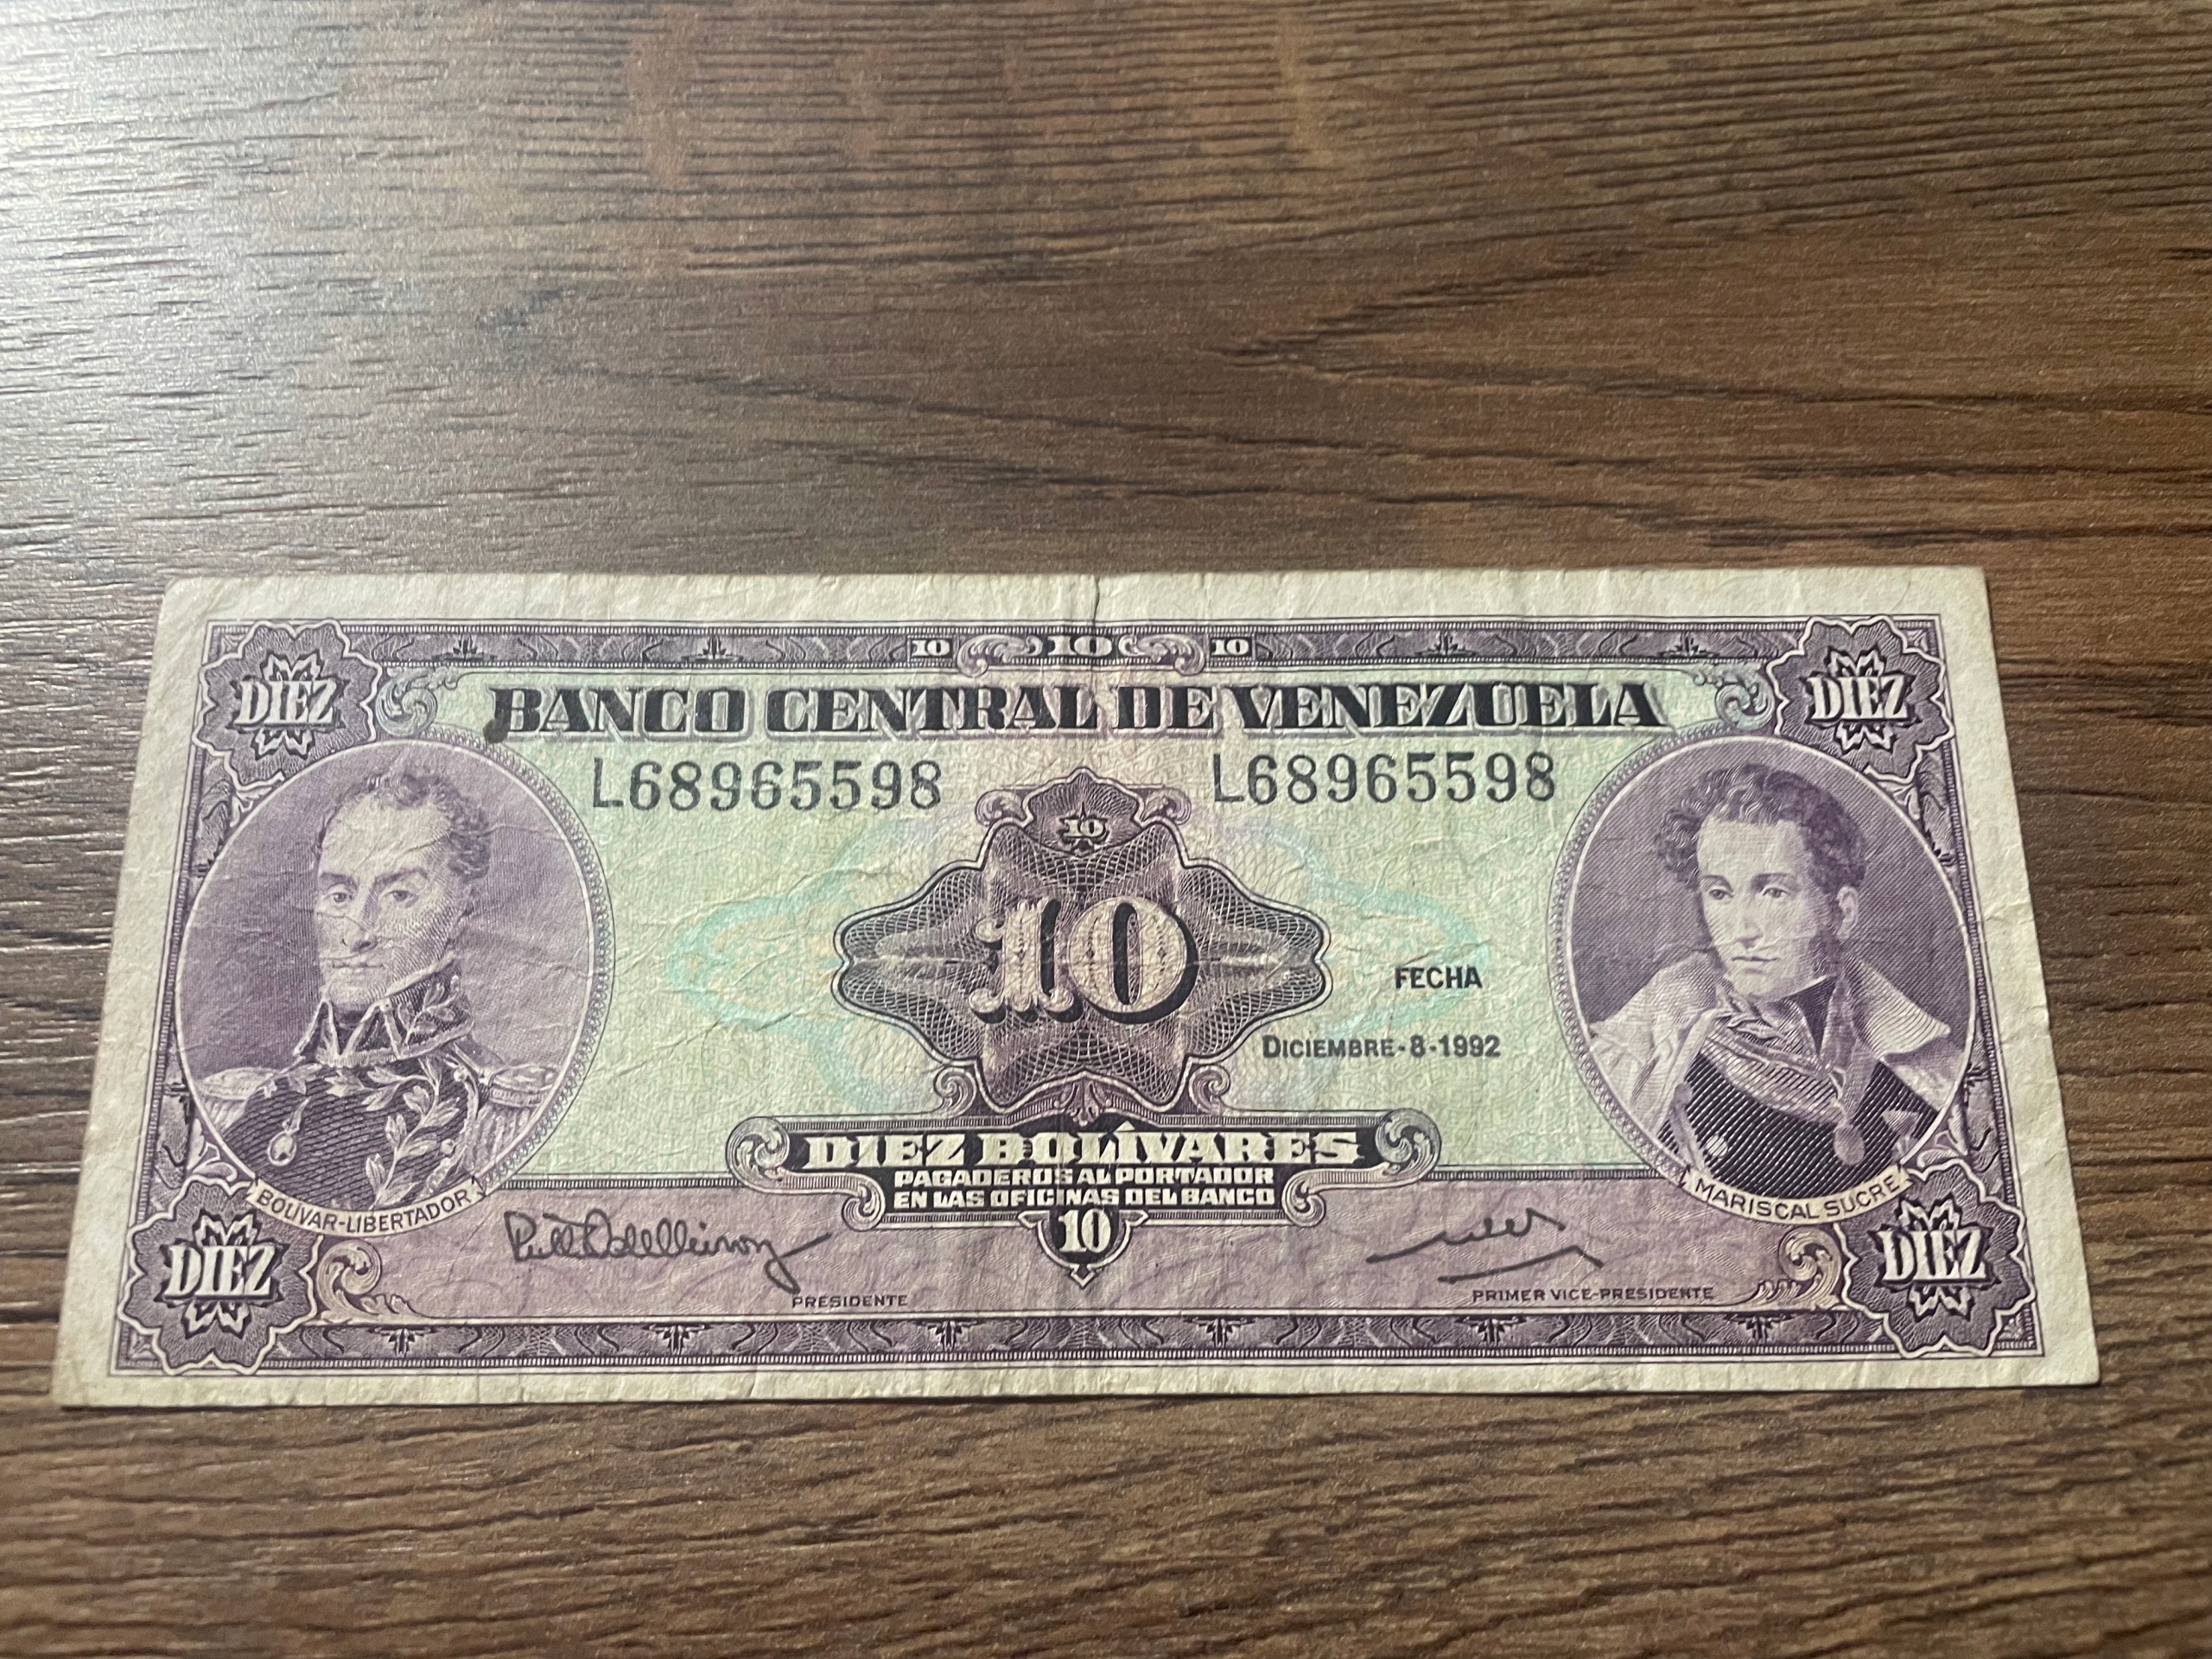 10 10 10
DIEZ DIEZ
BANCO CENTRAL DE VENEZUELA
L68965598 L68965598
10
10
FECHA
DICIEMBRE-8-1992
DIEZ BOLÍVARES
PAGADEROS AL PORTADOR
EN LAS OFICINAS DEL BANCO
BOLIVAR-LIBERTADOR MARISCAL SUCRE
10
DIEZ DIEZ
PRESIDENTE PRIMER VICE-PRESIDENTE